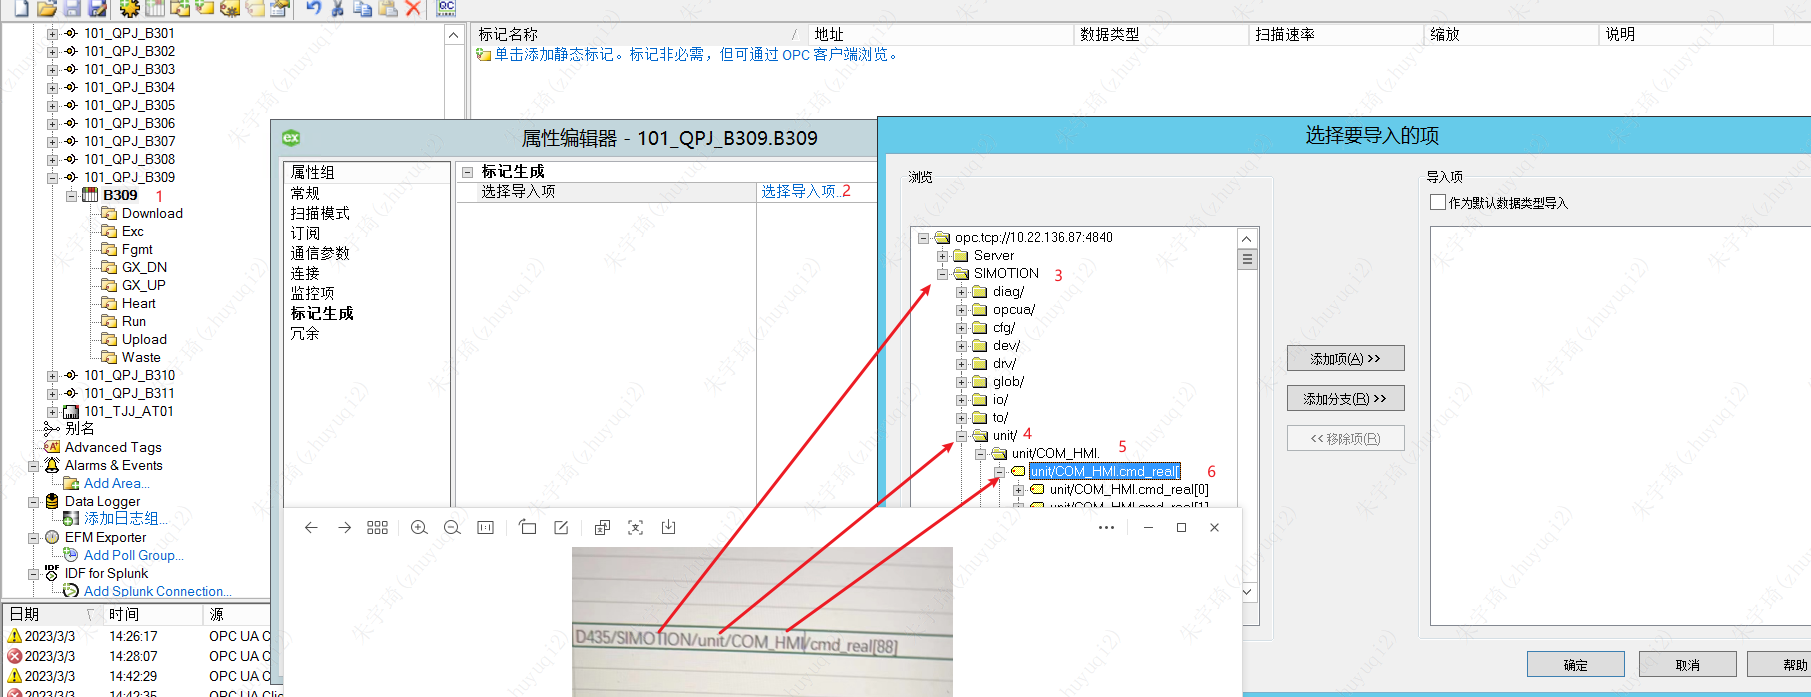 QC
101_QPJ_B301
101_QPJ_B302
101_QPJ_B303
101_QPJ_B304
101_QPJ_B305
101_QPJ_B306
101_QPJ_B307
101_QPJ_B308
101_QPJ_B309
B309 1
Download
Exc
Fgmt
GX_DN
GX_UP
Heart
Run
Upload
Waste
101_QPJ_B310
101_QPJ_B311
101_TJJ_AT01
别名
Advanced Tags
Alarms & Events
Add Area...
Data Logger
添加日志组...
EFM Exporter
Add Poll Group...
IDF for Splunk
Add Splunk Connection...
日期 时间 源
2023/3/3 14:26:17 OPC UA C
2023/3/3 14:28:07 OPC UA C
2023/3/3 14:42:29 OPC UA C
2023/3/3 14:42:35 OPC UA Clie
标记名称 地址 数据类型 扫描速率 缩放 说明
单击添加静态标记。标记非必需，但可通过 OPC 客户端浏览。
ex 属性编辑器 - 101_QPJ_B309.B309
属性组
常规
扫描模式
订阅
通信参数
连接
监控项
标记生成
冗余
标记生成
选择导入项 选择导入项..2
选择要导入的项
浏览
opc.tcp://10.22.136.87:4840
Server
SIMOTION 3
diag/
opcua/
cfg/
dev/
drv/
glob/
io/
to/
unit/ 4
unit/COM_HMI. 5
unit/COM_HMI.cmd_real[ 6
unit/COM_HMI.cmd_real[0]
unit/COM_HMI.cmd_real[1]
添加项(A) >>
添加分支(R) >>
<< 移除项(R)
导入项
作为默认数据类型导入
确定 取消 帮助
D435/SIMOTION/unit/COM_HMI/cmd_real[88]
朱宇琦(zhuyuqi2)